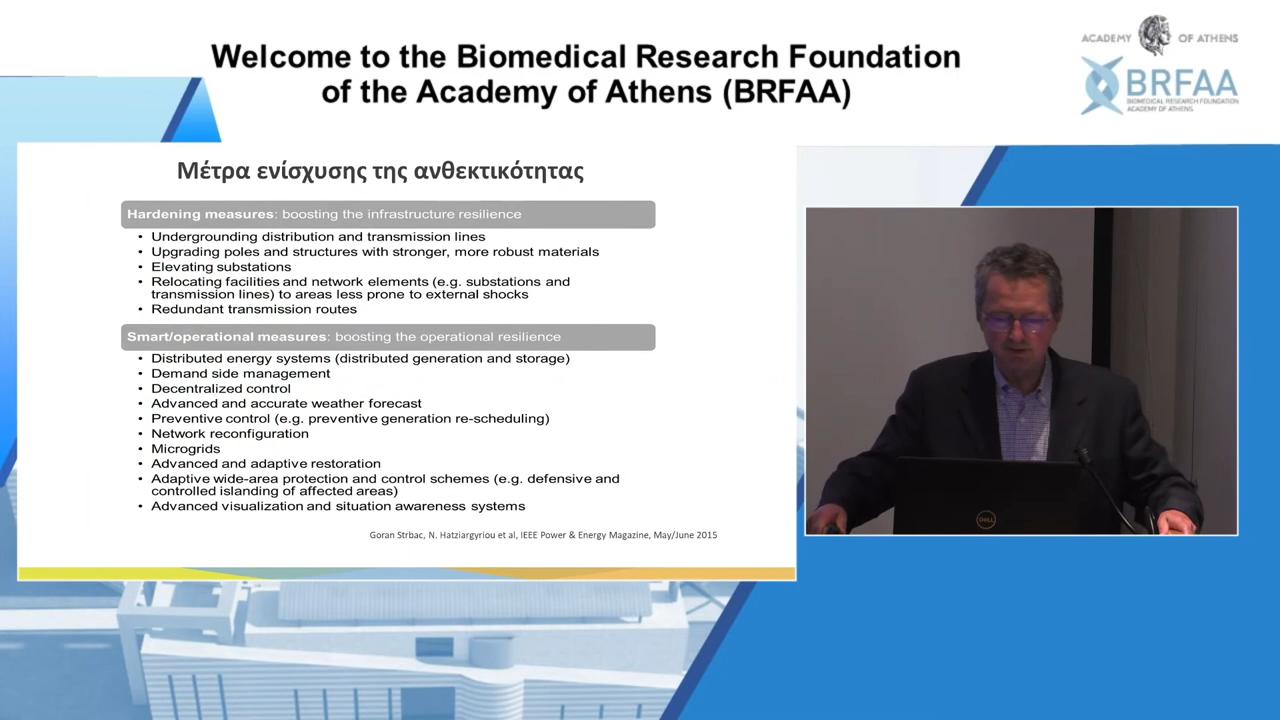 Welcome to the Biomedical Research Foundation
of the Academy of Athens (BRFAA)
ACADEMY OF ATHENS
BRFAA
BIOMEDICAL RESEARCH FOUNDATION
ACADEMY OF ATHENS
Μέτρα ενίσχυσης της ανθεκτικότητας
Hardening measures: boosting the infrastructure resilience
• Undergrounding distribution and transmission lines
• Upgrading poles and structures with stronger, more robust materials
• Elevating substations
• Relocating facilities and network elements (e.g. substations and
transmission lines) to areas less prone to external shocks
• Redundant transmission routes
Smart/operational measures: boosting the operational resilience
• Distributed energy systems (distributed generation and storage)
• Demand side management
• Decentralized control
• Advanced and accurate weather forecast
• Preventive control (e.g. preventive generation re-scheduling)
• Network reconfiguration
• Microgrids
• Advanced and adaptive restoration
• Adaptive wide-area protection and control schemes (e.g. defensive and
controlled islanding of affected areas)
• Advanced visualization and situation awareness systems
Goran Strbac, N. Hatziargyriou et al, IEEE Power & Energy Magazine, May/June 2015
DELL